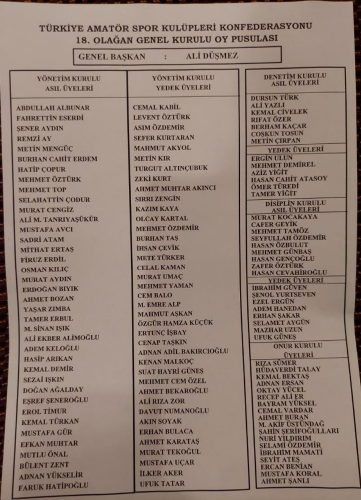 TÜRKİYE AMATÖR SPOR KULÜPLERİ KONFEDERASYONU
18. OLAĞAN GENEL KURULU OY PUSULASI
GENEL BAŞKAN : ALİ DÜŞMEZ
YÖNETİM KURULU
ASIL ÜYELERİ
ABDULLAH ALBUNAR
FAHRETTİN ESERDİ
ŞENER AYDIN
REMZİ AY
METİN MENGÜÇ
BURHAN CAHİT ERDEM
HATİP ÇOPUR
MEHMET ÖZTÜRK
MEHMET TOP
SELAHATTİN ÇODUR
MURAT CENGİZ
ALİ M. TANRIYAŞÜKÜR
MUSTAFA AVCI
SADRİ ATAM
MİTHAT ERTAŞ
FİRUZ ERDİL
OSMAN KILIÇ
MURAT AYDIN
ERDOĞAN BIYIK
AHMET BOZAN
YAŞAR ZIMBA
TAMER ERBUL
M. SİNAN IŞIK
ALİ EKBER ALİMOĞLU
ADEM KELOĞLU
HASİP ARIKAN
KEMAL DEMİR
SEZAİ IŞKIN
DOĞAN AĞALDAY
EŞREF ŞENEROĞLU
EROL TİMUR
KEMAL TÜRKAN
MUSTAFA GÜR
EFKAN MUHTAR
MUTLU ÖNAL
BÜLENT ZENT
ADNAN YÜKSELİR
FARUK HATİPOĞLU
YÖNETİM KURULU
YEDEK ÜYELERİ
CEMAL KABİL
LEVENT ÖZTÜRK
ASIM ÖZDEMİR
SEFER KURTARAN
MAHMUT AKYOL
METİN KIR
TURGUT ALTINÇUBUK
ZEKİ KURT
AHMET MUHTAR AKINCI
SIRRI ZENGİN
KAZIM KAYA
OLCAY KARTAL
MEHMET ÖZDEMİR
BURHAN TAŞ
İHSAN ÇEVİK
METE TÜRKER
CELAL KAMAN
MURAT UMAÇ
MEHMET YAMAN
CEM BALO
M. EMRE ALP
MAHMUT AŞKAN
ÖZGÜR HAMZA KÜÇÜK
ERTUNÇ İŞBAY
CENAP TAŞKIN
ADNAN ADİL BAKIRCIOĞLU
KENAN MALKOÇ
SUAT HAYRİ GÜNEŞ
MEHMET CEM ÖZEL
AHMET BEKAROĞLU
ALİ RIZA ZOR
DAVUT NUMANOĞLU
AKIN SOYAK
ERHAN BULACA
AHMET KARATAŞ
MURAT TEKOĞUL
MUSTAFA UÇAR
İLKER AKER
UFUK TATAR
DENETİM KURULU
ASIL ÜYELERİ
DURSUN TÜRK
ALİ YAZLI
KEMAL CİVELEK
RIFAT ÖZER
BERHAM KAÇAR
COŞKUN TOSUN
METİN ÇIRPAN
YEDEK ÜYELERİ
ERGİN ULUN
MEHMET DEMİREL
AZİZ YİĞİT
HASAN CAHİT ATASOY
ÖMER TÜREDİ
TAMER YİĞİT
DİSİPLİN KURULU
ASIL ÜYELERİ
MURAT KOCAKAYA
CAFER GEYİK
MEHMET TAMÖZ
SEYFULLAH ÖZDEMİR
HASAN ÖZBULUT
MEHMET GÜNBAŞ
HASAN GENÇOĞLU
ZAFER ÖZTÜRK
HASAN CEVAHİROĞLU
YEDEK ÜYELERİ
İBRAHİM GÜVEN
ŞENOL YURTSEVEN
EZEL ERGÜN
ADEM HANEDAN
ERHAN ŞAKAR
SELAMET AYGÜN
MAZHAR UZUN
UFUK GÜNEŞ
ONUR KURULU
ÜYELERİ
RIZA SÜMER
HÜDAVERDİ TALAY
KEMAL BEKTAŞ
ADNAN ERSAN
OKTAY YÜCEL
RECEP ALİ ER
BAYRAM YÜKSEL
CEMAL VARDAR
AHMET BURAN
M. AKİF ÜSTÜNDAĞ
ŞAHİN ŞERİFOĞULLARI
NURİ YILDIRIM
SELAMİ ÖZDEMİR
İBRAHİM MAMATİ
SEYİT ATEŞ
ERCAN BENİAN
MUSTAFA KORAL
AHMET ŞANLI